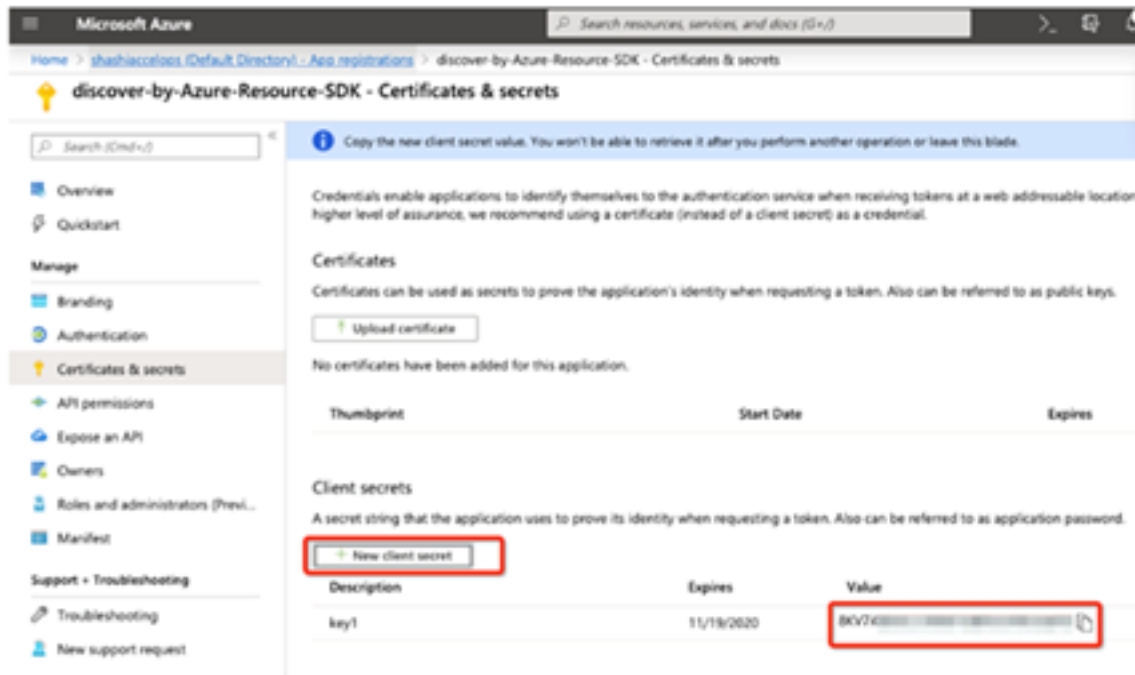 Microsoft Azure
Search resources, services, and docs (G+/)
Home > shashiaccelops (Default Directory) - App registrations > discover-by-Azure-Resource-SDK - Certificates & secrets
discover-by-Azure-Resource-SDK - Certificates & secrets
Search (Cmd+/)
Overview
Quickstart
Manage
Branding
Authentication
Certificates & secrets
API permissions
Expose an API
Owners
Roles and administrators (Previ...
Manifest
Support + Troubleshooting
Troubleshooting
New support request
Copy the new client secret value. You won't be able to retrieve it after you perform another operation or leave this blade.
Credentials enable applications to identify themselves to the authentication service when receiving tokens at a web addressable location
higher level of assurance, we recommend using a certificate (instead of a client secret) as a credential.
Certificates
Certificates can be used as secrets to prove the application's identity when requesting a token. Also can be referred to as public keys.
Upload certificate
No certificates have been added for this application.
Thumbprint Start Date Expires
Client secrets
A secret string that the application uses to prove its identity when requesting a token. Also can be referred to as application password.
+ New client secret
Description Expires Value
key1 11/19/2020